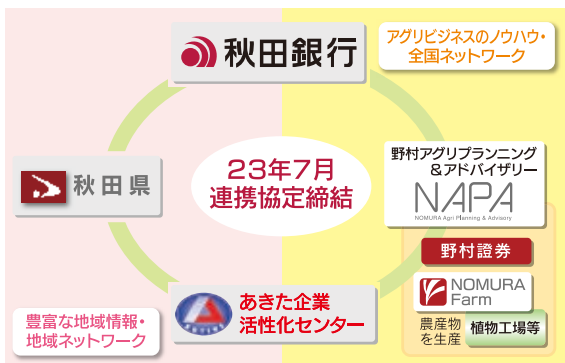 秋田銀行
アグリビジネスのノウハウ・
全国ネットワーク
秋田県
23年7月
連携協定締結
野村アグリプランニング
＆アドバイザリー
NAPA
NOMURA Agri Planning & Advisory
野村證券
NOMURA
Farm
農産物
を生産
植物工場等
あきた企業
活性化センター
豊富な地域情報・
地域ネットワーク